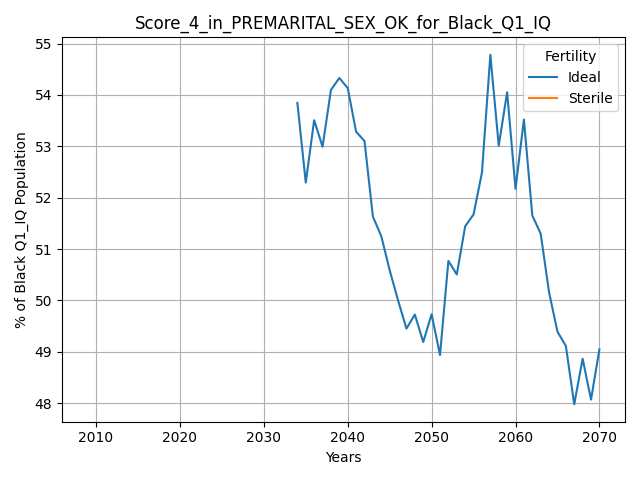 Score_4_in_PREMARITAL_SEX_OK_for_Black_Q1_IQ
% of Black Q1_IQ Population
55
54
53
52
51
50
49
48
Fertility
Ideal
Sterile
2010 2020 2030 2040 2050 2060 2070
Years